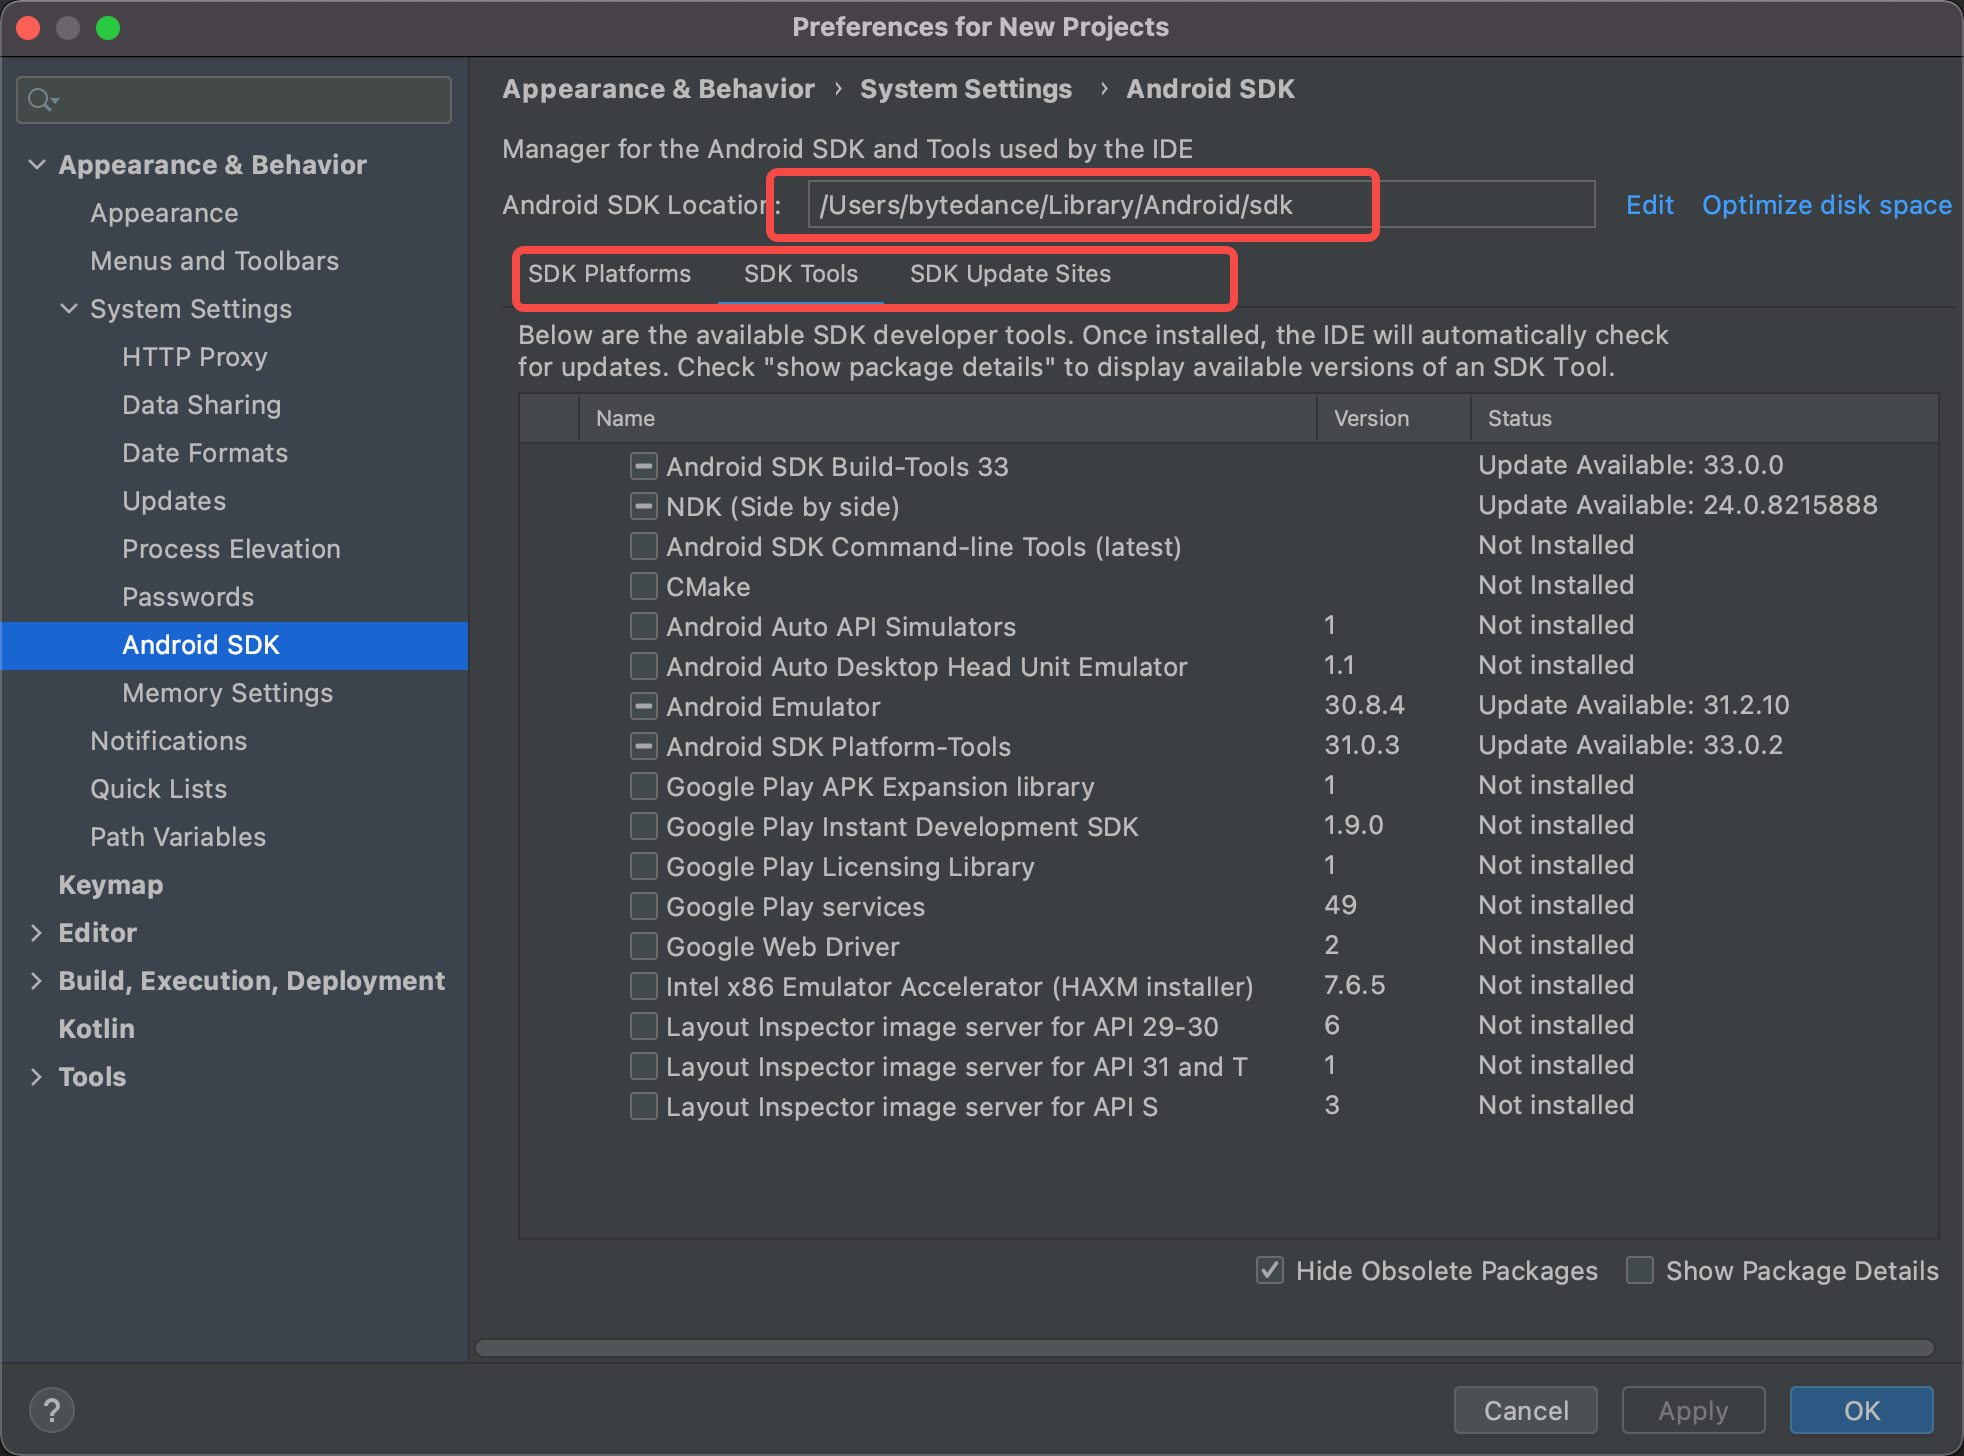 Preferences for New Projects
Appearance & Behavior
Appearance
Menus and Toolbars
System Settings
HTTP Proxy
Data Sharing
Date Formats
Updates
Process Elevation
Passwords
Android SDK
Memory Settings
Notifications
Quick Lists
Path Variables
Keymap
Editor
Build, Execution, Deployment
Kotlin
Tools
Appearance & Behavior › System Settings › Android SDK
Manager for the Android SDK and Tools used by the IDE
Android SDK Location: /Users/bytedance/Library/Android/sdk Edit Optimize disk space
SDK Platforms SDK Tools SDK Update Sites
Below are the available SDK developer tools. Once installed, the IDE will automatically check
for updates. Check "show package details" to display available versions of an SDK Tool.
Name Version Status
Android SDK Build-Tools 33 Update Available: 33.0.0
NDK (Side by side) Update Available: 24.0.8215888
Android SDK Command-line Tools (latest) Not Installed
CMake Not Installed
Android Auto API Simulators 1 Not installed
Android Auto Desktop Head Unit Emulator 1.1 Not installed
Android Emulator 30.8.4 Update Available: 31.2.10
Android SDK Platform-Tools 31.0.3 Update Available: 33.0.2
Google Play APK Expansion library 1 Not installed
Google Play Instant Development SDK 1.9.0 Not installed
Google Play Licensing Library 1 Not installed
Google Play services 49 Not installed
Google Web Driver 2 Not installed
Intel x86 Emulator Accelerator (HAXM installer) 7.6.5 Not installed
Layout Inspector image server for API 29-30 6 Not installed
Layout Inspector image server for API 31 and T 1 Not installed
Layout Inspector image server for API S 3 Not installed
Hide Obsolete Packages Show Package Details
? Cancel Apply OK